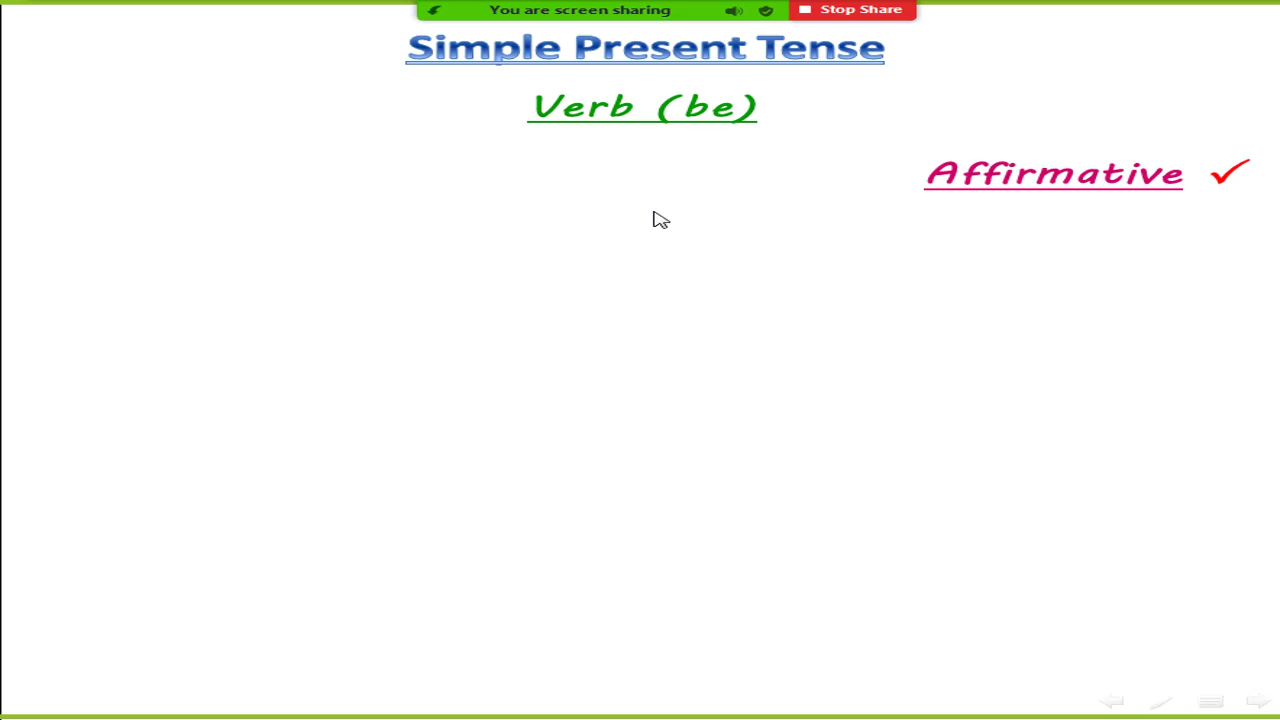 You are screen sharing Stop Share
Simple Present Tense
Verb (be)
Affirmative ✓